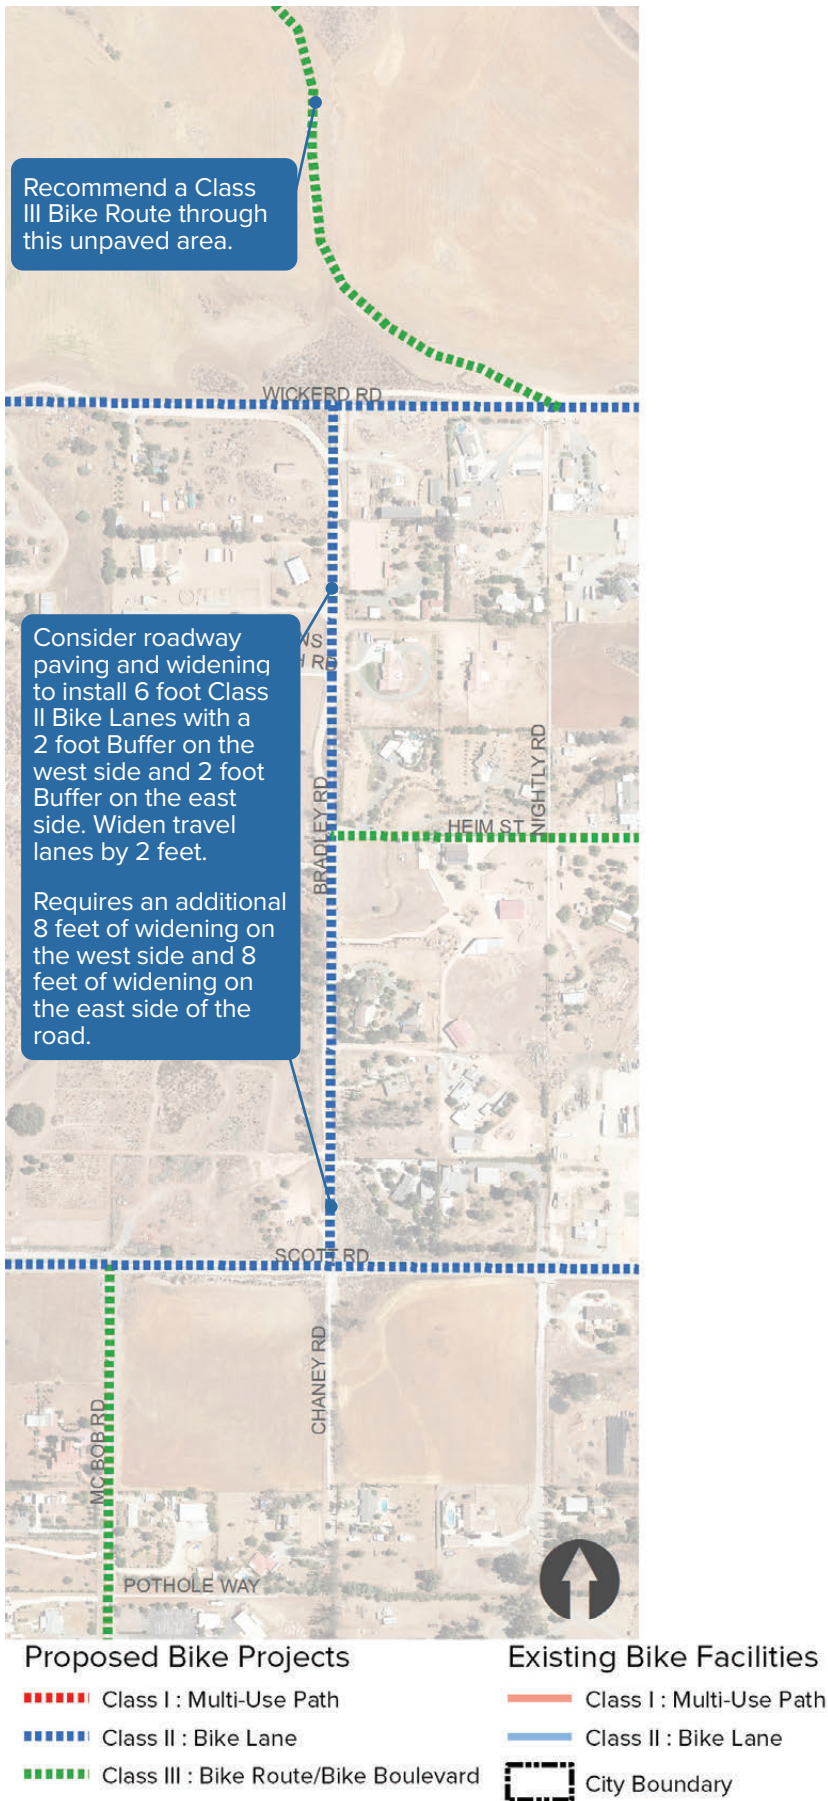 Recommend a Class
III Bike Route through
this unpaved area.
WICKERD RD
Consider roadway
paving and widening
to install 6 foot Class
II Bike Lanes with a
2 foot Buffer on the
west side and 2 foot
Buffer on the east
side. Widen travel
lanes by 2 feet.
Requires an additional
8 feet of widening on
the west side and 8
feet of widening on
the east side of the
road.
NS
H RD
BRADLEY RD
NIGHTLY RD
HEIM ST
SCOTT RD
CHANEY RD
MC BOB RD
POTHOLE WAY
Proposed Bike Projects
Class I : Multi-Use Path
Class II : Bike Lane
Class III : Bike Route/Bike Boulevard
Existing Bike Facilities
Class I : Multi-Use Path
Class II : Bike Lane
City Boundary